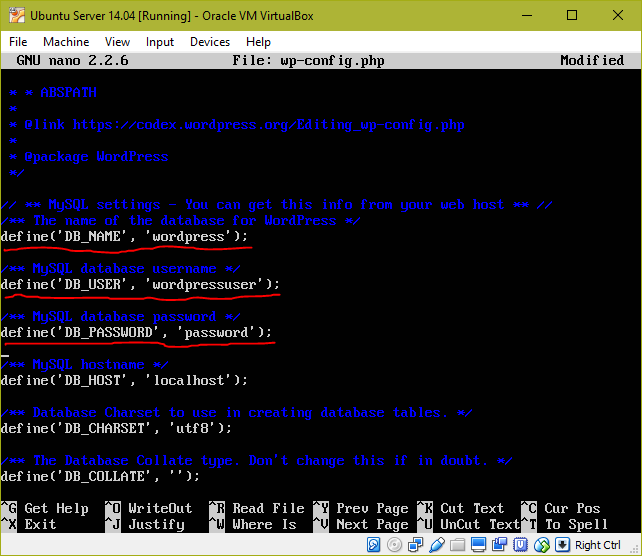 Ubuntu Server 14.04 [Running] - Oracle VM VirtualBox
File Machine View Input Devices Help
GNU nano 2.2.6 File: wp-config.php Modified
* * ABSPATH
*
* @link https://codex.wordpress.org/Editing_wp-config.php
*
* @package WordPress
*/
// ** MySQL settings - You can get this info from your web host ** //
/** The name of the database for WordPress */
define('DB_NAME', 'wordpress');
/** MySQL database username */
define('DB_USER', 'wordpressuser');
/** MySQL database password */
define('DB_PASSWORD', 'password');
/** MySQL hostname */
define('DB_HOST', 'localhost');
/** Database Charset to use in creating database tables. */
define('DB_CHARSET', 'utf8');
/** The Database Collate type. Don't change this if in doubt. */
define('DB_COLLATE', '');
^G Get Help ^O WriteOut ^R Read File ^Y Prev Page ^K Cut Text ^C Cur Pos
^X Exit ^J Justify ^W Where Is ^V Next Page ^U UnCut Text ^T To Spell
Right Ctrl